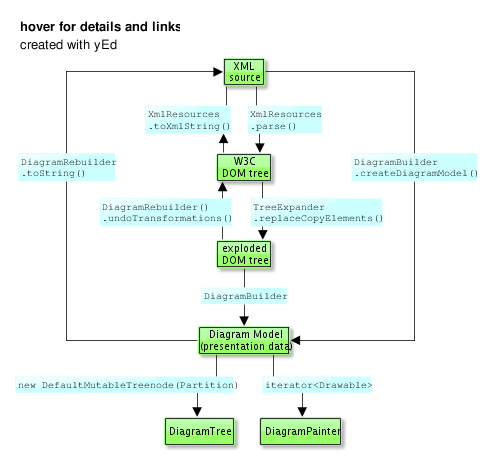 hover for details and links
created with yEd
XML
source
XmlResources
.toXmlString()
XmlResources
.parse()
DiagramRebuilder
.toString()
W3C
DOM tree
DiagramBuilder
.createDiagramModel()
DiagramRebuilder()
.undoTransformations()
TreeExpander
.replaceCopyElements()
exploded
DOM tree
DiagramBuilder
Diagram Model
(presentation data)
new DefaultMutableTreenode(Partition)
iterator<Drawable>
DiagramTree
DiagramPainter